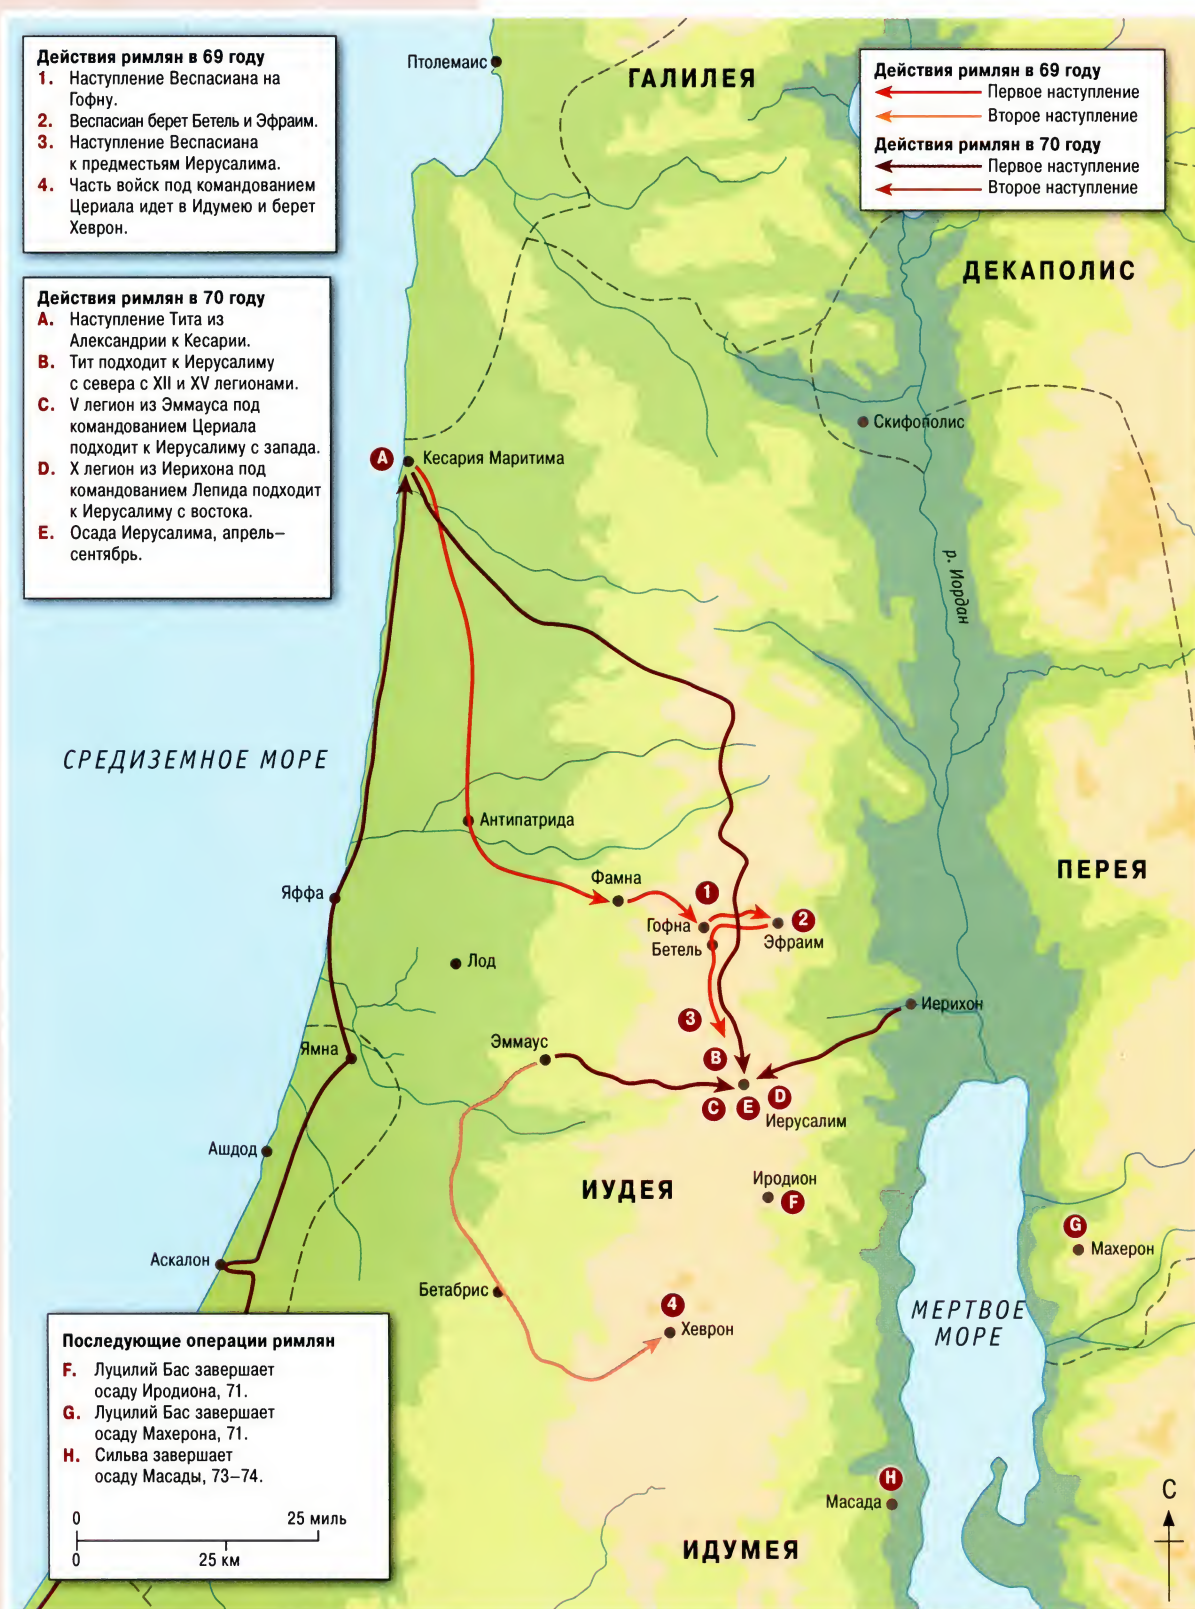 Действия римлян в 69 году
1. Наступление Веспасиана на
Гофну.
2. Веспасиан берет Бетель и Эфраим.
3. Наступление Веспасиана
к предместьям Иерусалима.
4. Часть войск под командованием
Цериала идет в Идумею и берет
Хеврон.
Действия римлян в 70 году
A. Наступление Тита из
Александрии к Кесарии.
B. Тит подходит к Иерусалиму
с севера с XII и XV легионами.
C. V легион из Эммауса под
командованием Цериала
подходит к Иерусалиму с запада.
D. X легион из Иерихона под
командованием Лепида подходит
к Иерусалиму с востока.
E. Осада Иерусалима, апрель–
сентябрь.
Действия римлян в 69 году
Первое наступление
Второе наступление
Действия римлян в 70 году
Первое наступление
Второе наступление
Птолемаис
ГАЛИЛЕЯ
ДЕКАПОЛИС
Скифополис
A
Кесария Маритима
р. Иордан
СРЕДИЗЕМНОЕ МОРЕ
Антипатрида
ПЕРЕЯ
Яффа
Фамна
1
Гофна
2
Эфраим
Бетель
Лод
Иерихон
3
Ямна
Эммаус
B
C
E
D
Иерусалим
Ашдод
ИУДЕЯ
Иродион
F
G
Махерон
Аскалон
Бетабрис
4
Хеврон
МЕРТВОЕ
МОРЕ
H
Масада
ИДУМЕЯ
С
Последующие операции римлян
F. Луцилий Бас завершает
осаду Иродиона, 71.
G. Луцилий Бас завершает
осаду Махерона, 71.
H. Сильва завершает
осаду Масады, 73–74.
0 25 миль
0 25 км